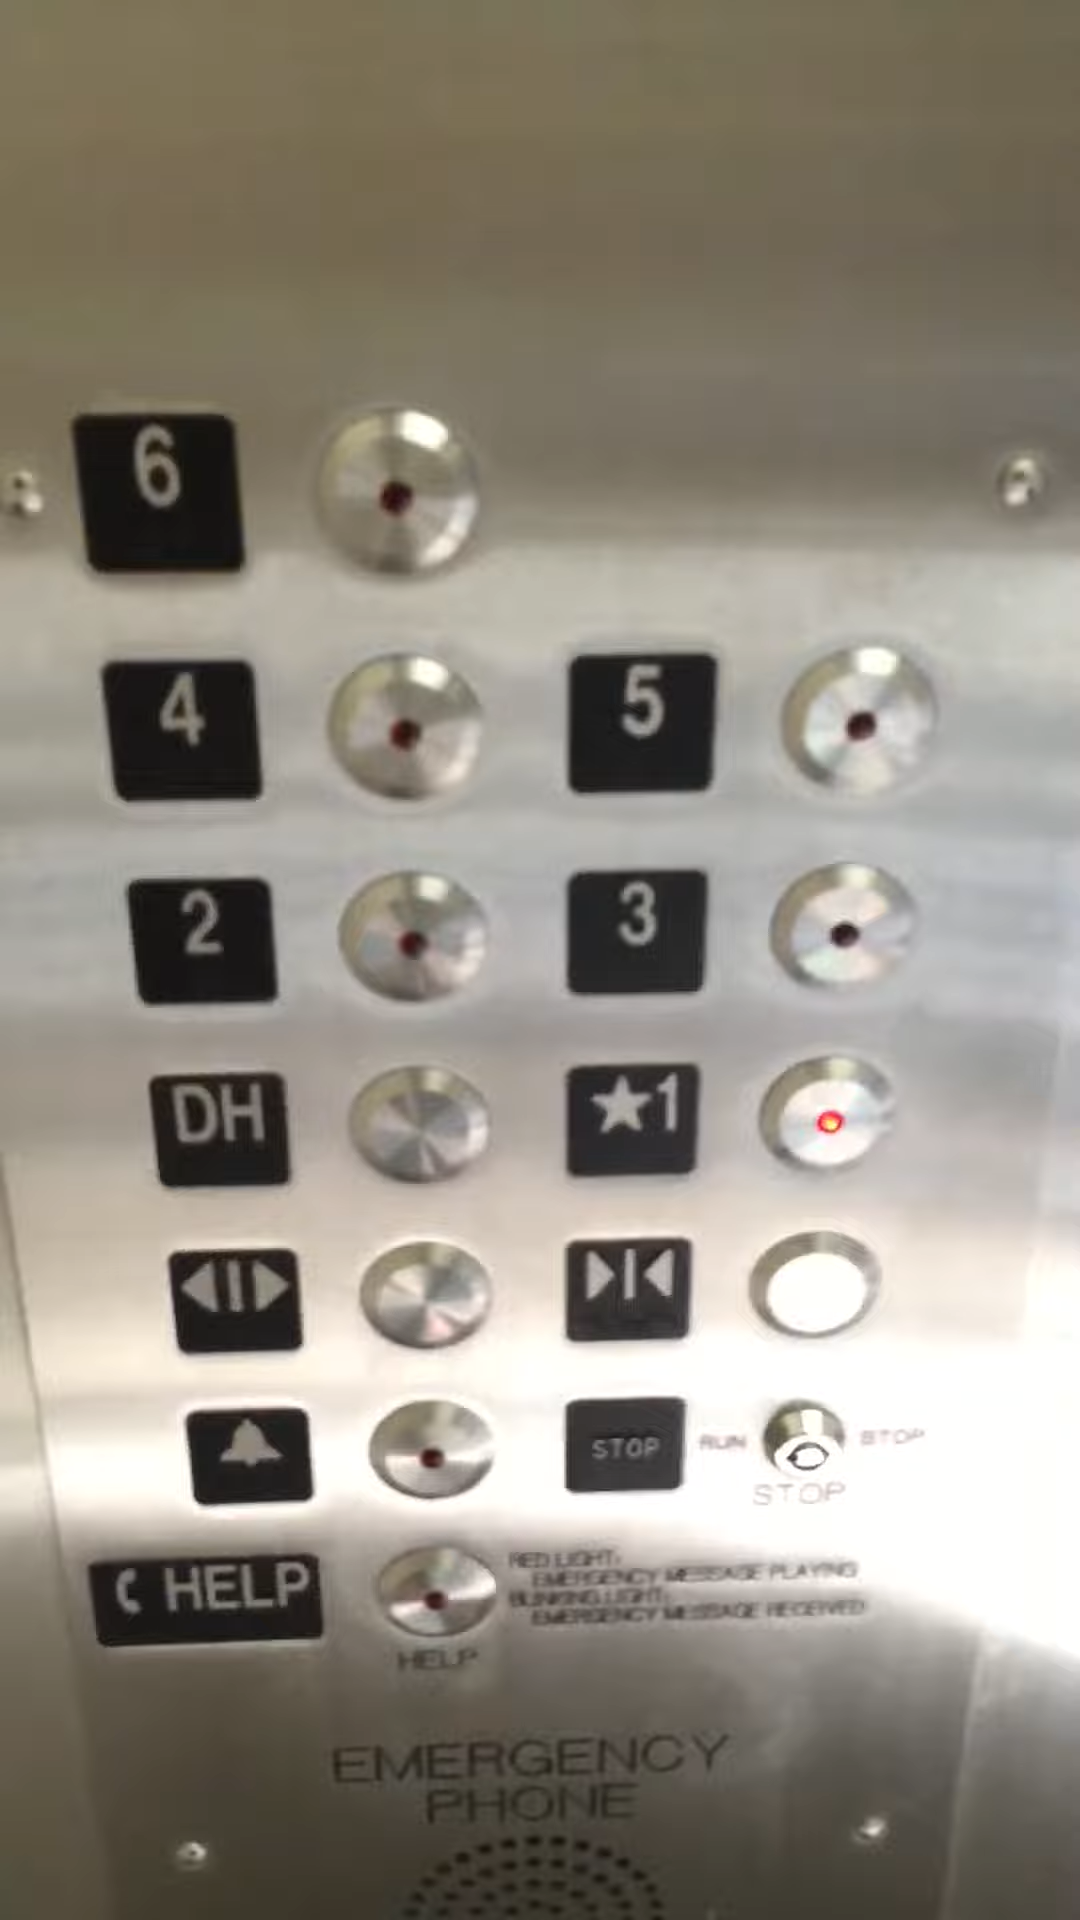 6
4 5
2 3
DH ★1
STOP RUN STOP
STOP
HELP RED LIGHT:
EMERGENCY MESSAGE PLAYING
BLINKING LIGHT:
EMERGENCY MESSAGE RECEIVED
HELP
EMERGENCY
PHONE